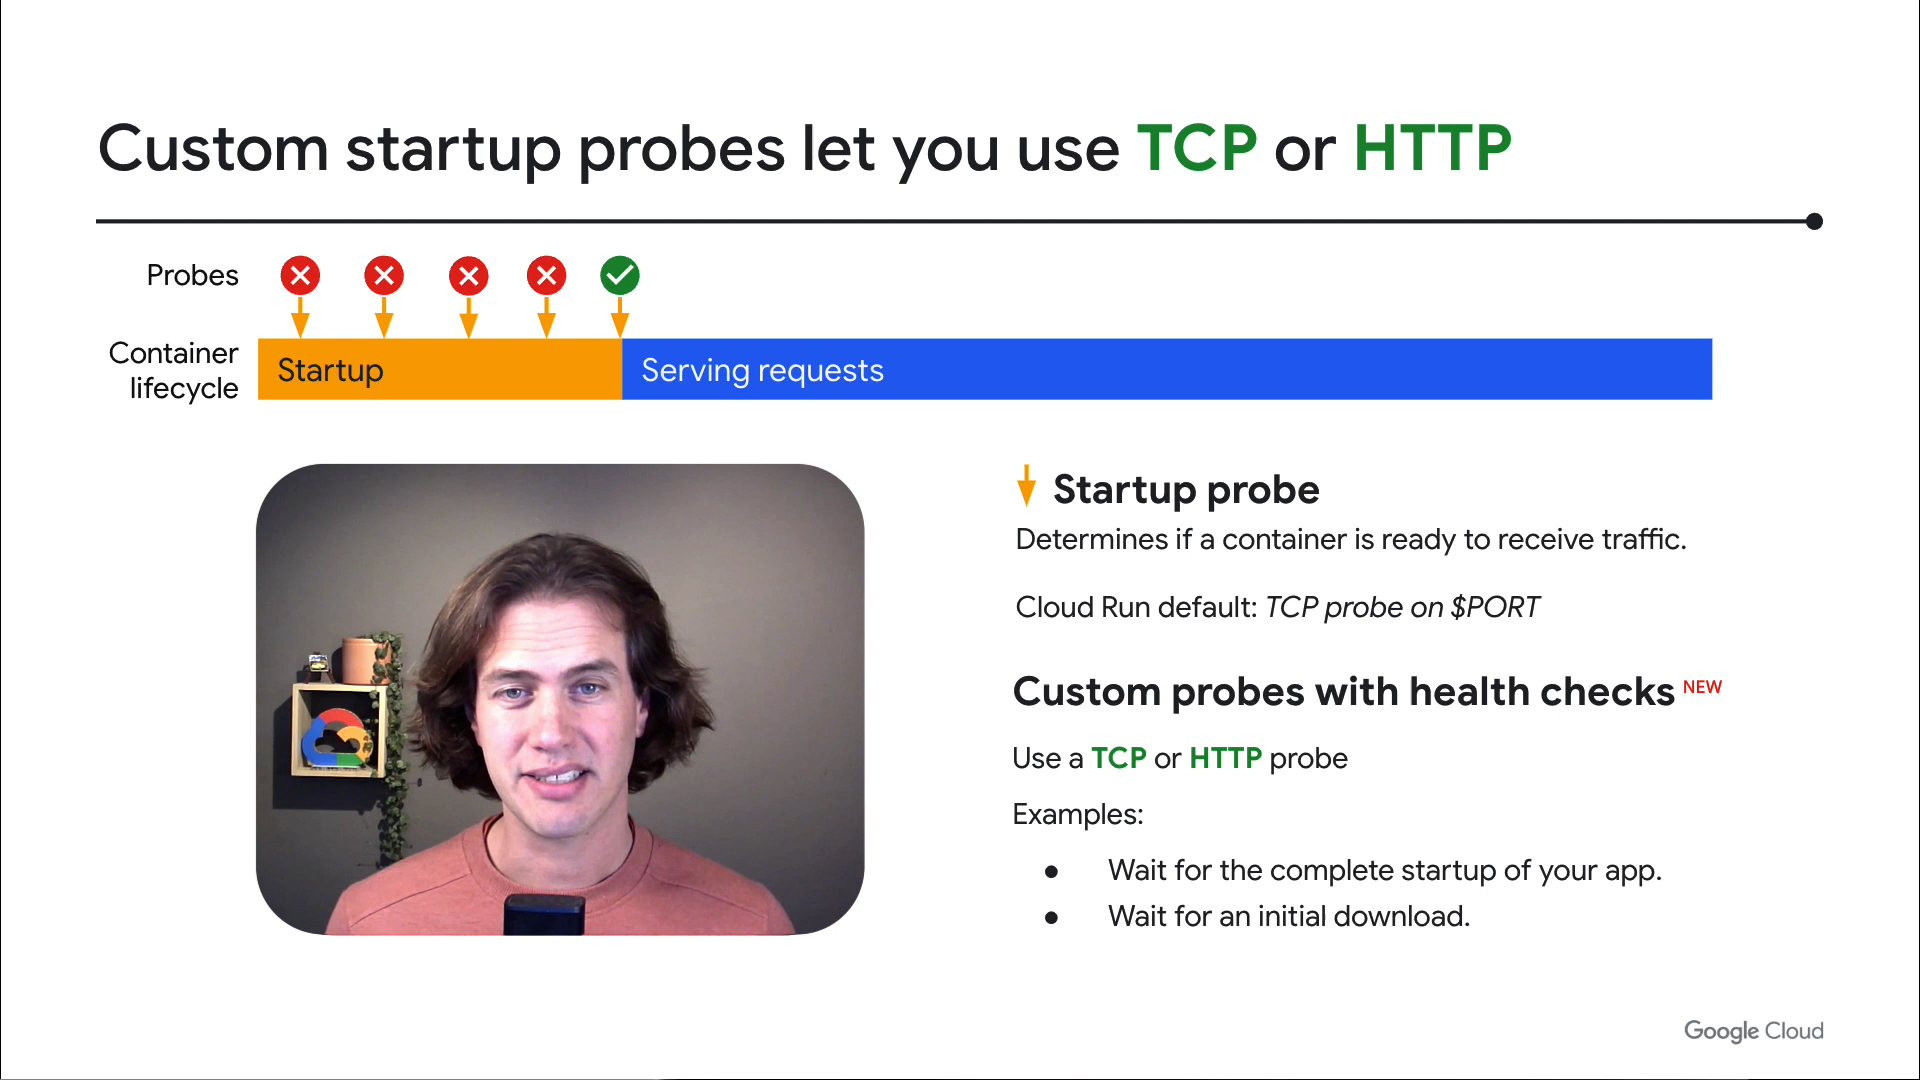 Custom startup probes let you use TCP or HTTP
Probes
Container
lifecycle
Startup
Serving requests
Startup probe
Determines if a container is ready to receive traffic.
Cloud Run default: TCP probe on $PORT
Custom probes with health checks NEW
Use a TCP or HTTP probe
Examples:
● Wait for the complete startup of your app.
● Wait for an initial download.
Google Cloud